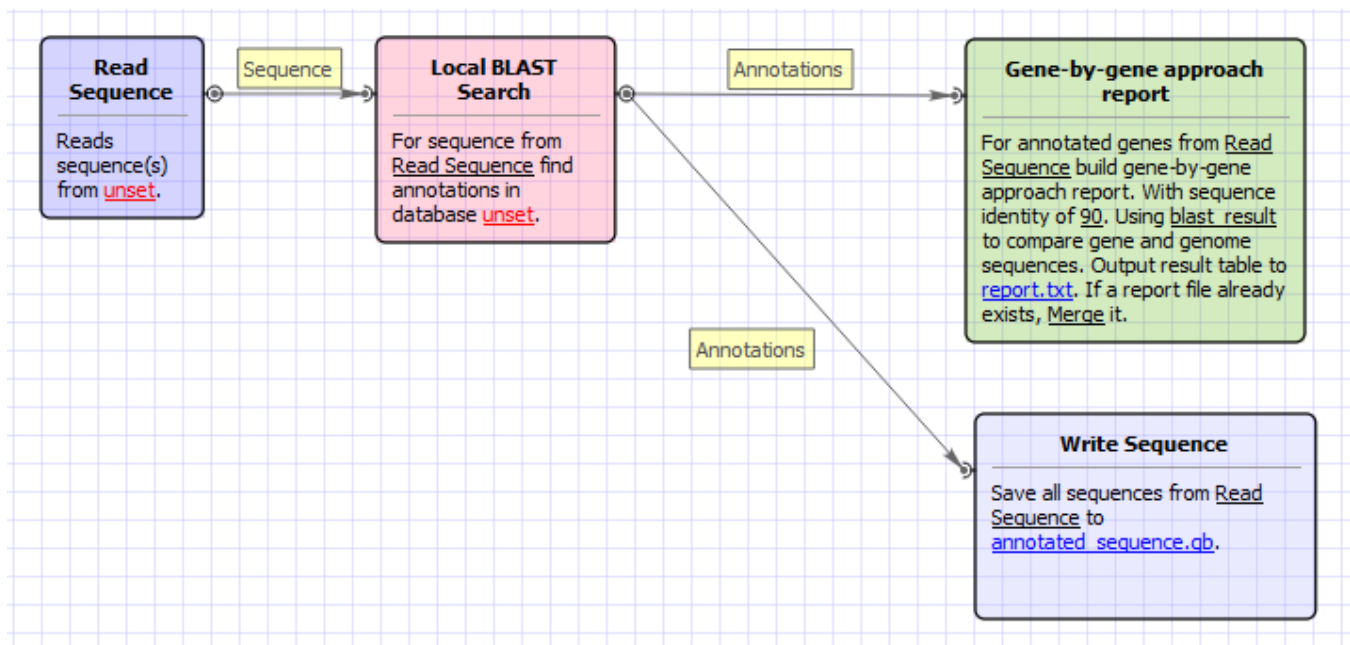 Read
Sequence
Reads
sequence(s)
from unset.
Sequence
Local BLAST
Search
For sequence from
Read Sequence find
annotations in
database unset.
Annotations
Gene-by-gene approach
report
For annotated genes from Read
Sequence build gene-by-gene
approach report. With sequence
identity of 90. Using blast_result
to compare gene and genome
sequences. Output result table to
report.txt. If a report file already
exists, Merge it.
Annotations
Write Sequence
Save all sequences from Read
Sequence to
annotated_sequence.gb.